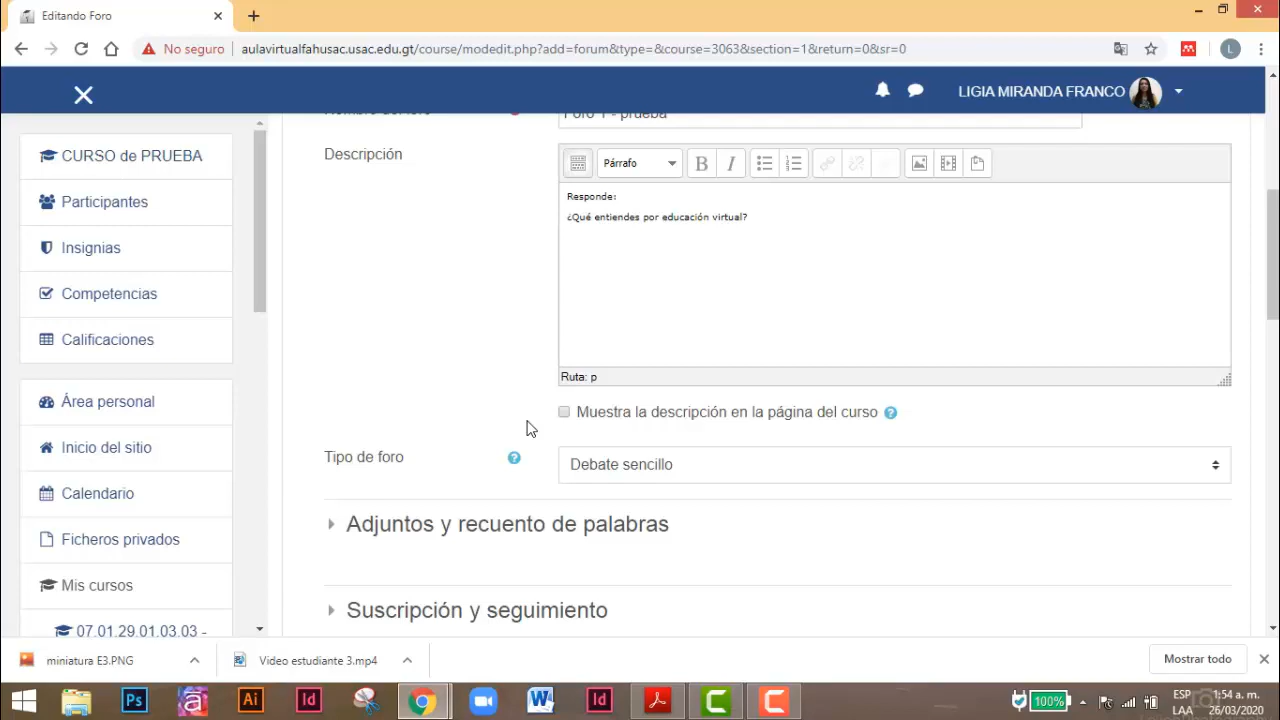 Editando Foro
No seguro
aulavirtualfahusac.usac.edu.gt/course/modedit.php?add=forum&type=&course=3063&section=1&return=0&sr=0
L
LIGIA MIRANDA FRANCO
CURSO de PRUEBA
Participantes
Insignias
Competencias
Calificaciones
Área personal
Inicio del sitio
Calendario
Ficheros privados
Mis cursos
07.01.29.01.03.03 -
Foro 1 - prueba
Descripción
Párrafo
B
I
Responde:
¿Qué entiendes por educación virtual?
Ruta: p
Muestra la descripción en la página del curso
Tipo de foro
Debate sencillo
Adjuntos y recuento de palabras
Suscripción y seguimiento
miniatura E3.PNG
Video estudiante 3.mp4
Mostrar todo
Ps
Ai
Id
W
Id
C
C
100%
ESP
LAA
1:54 a. m.
26/03/2020